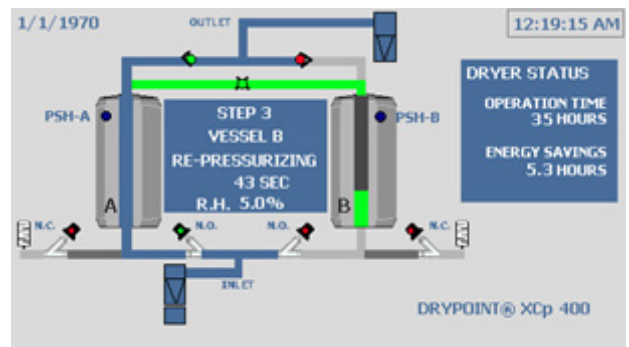 1/1/1970
OUTLET
12:19:15 AM
DRYER STATUS
OPERATION TIME
35 HOURS
ENERGY SAVINGS
5.3 HOURS
PSH-A
STEP 3
VESSEL B
RE-PRESSURIZING
43 SEC
R.H. 5.0%
PSH-B
A
B
N.C.
N.O.
N.O.
N.C.
INLET
DRYPOINT® XCp 400